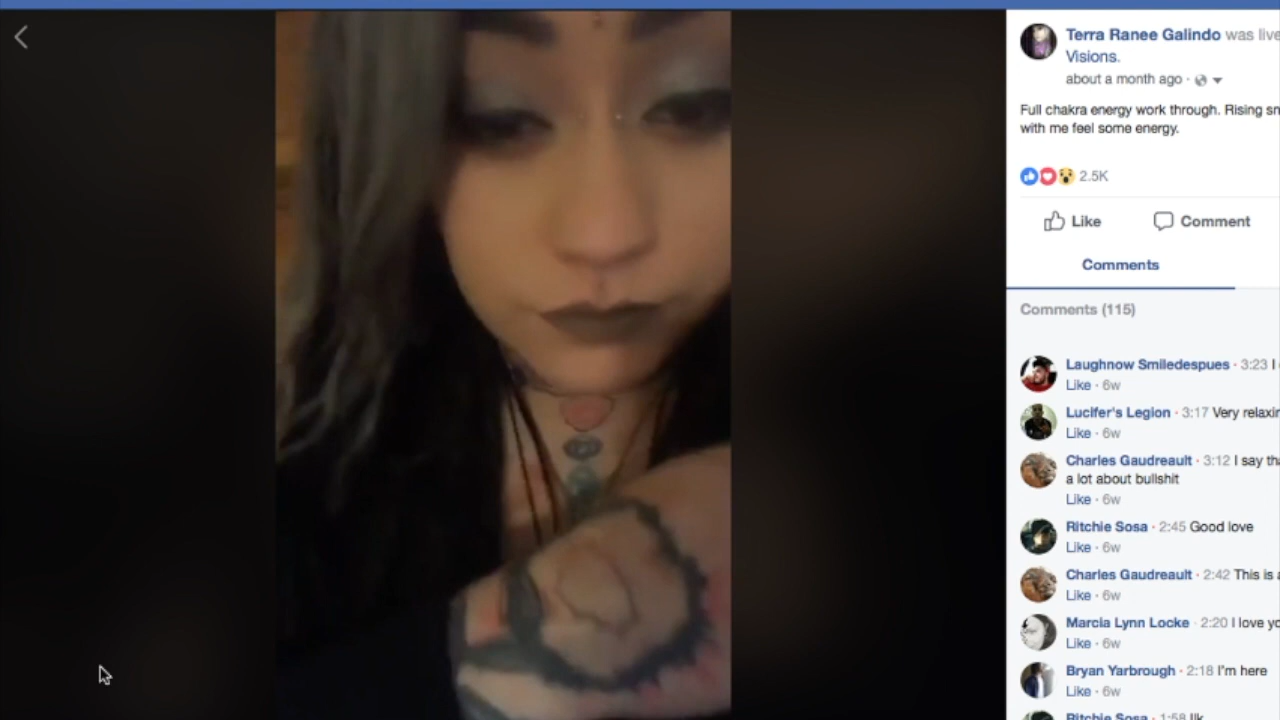 Terra Ranee Galindo was live
Visions.
about a month ago
Full chakra energy work through. Rising
with me feel some energy.
2.5K
Like
Comment
Comments
Comments (115)
Laughnow Smiledespues · 3:23 I
Like · 6w
Lucifer's Legion · 3:17 Very
Like · 6w
Charles Gaudreault · 3:12 I say
a lot about bullshit
Like · 6w
Ritchie Sosa · 2:45 Good love
Like · 6w
Charles Gaudreault · 2:42 This is
Like · 6w
Marcia Lynn Locke · 2:20 I love
Like · 6w
Bryan Yarbrough · 2:18 I'm here
Like · 6w
Ritchie Sosa · 1:58